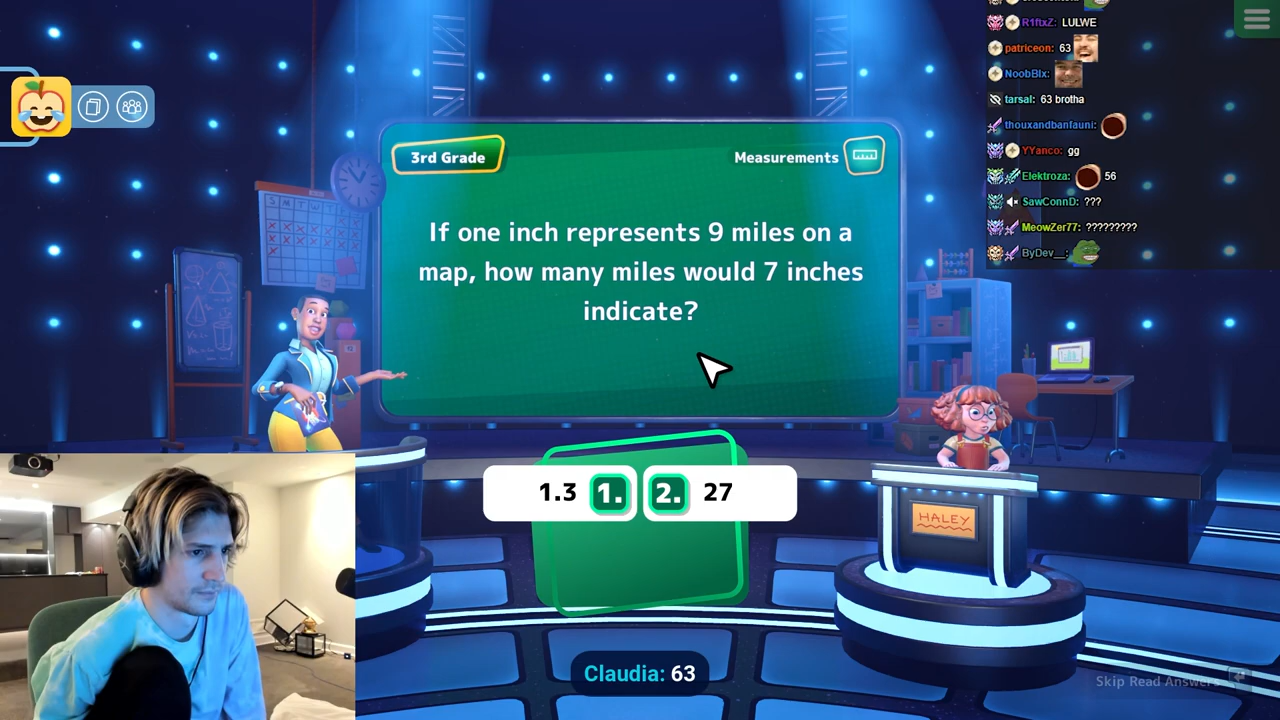 R1ftxZ: LULWE
patriceon: 63
NoobBlx:
tarsal: 63 brotha
thouxandbanfauni:
YYanco: gg
Elektroza: 56
SawConnD: ???
MeowZer77: ?????????
ByDev__:
3rd Grade
Measurements
If one inch represents 9 miles on a
map, how many miles would 7 inches
indicate?
S M T W T F S
1.3 1. 2. 27
HALEY
Claudia: 63
Skip Read Answers